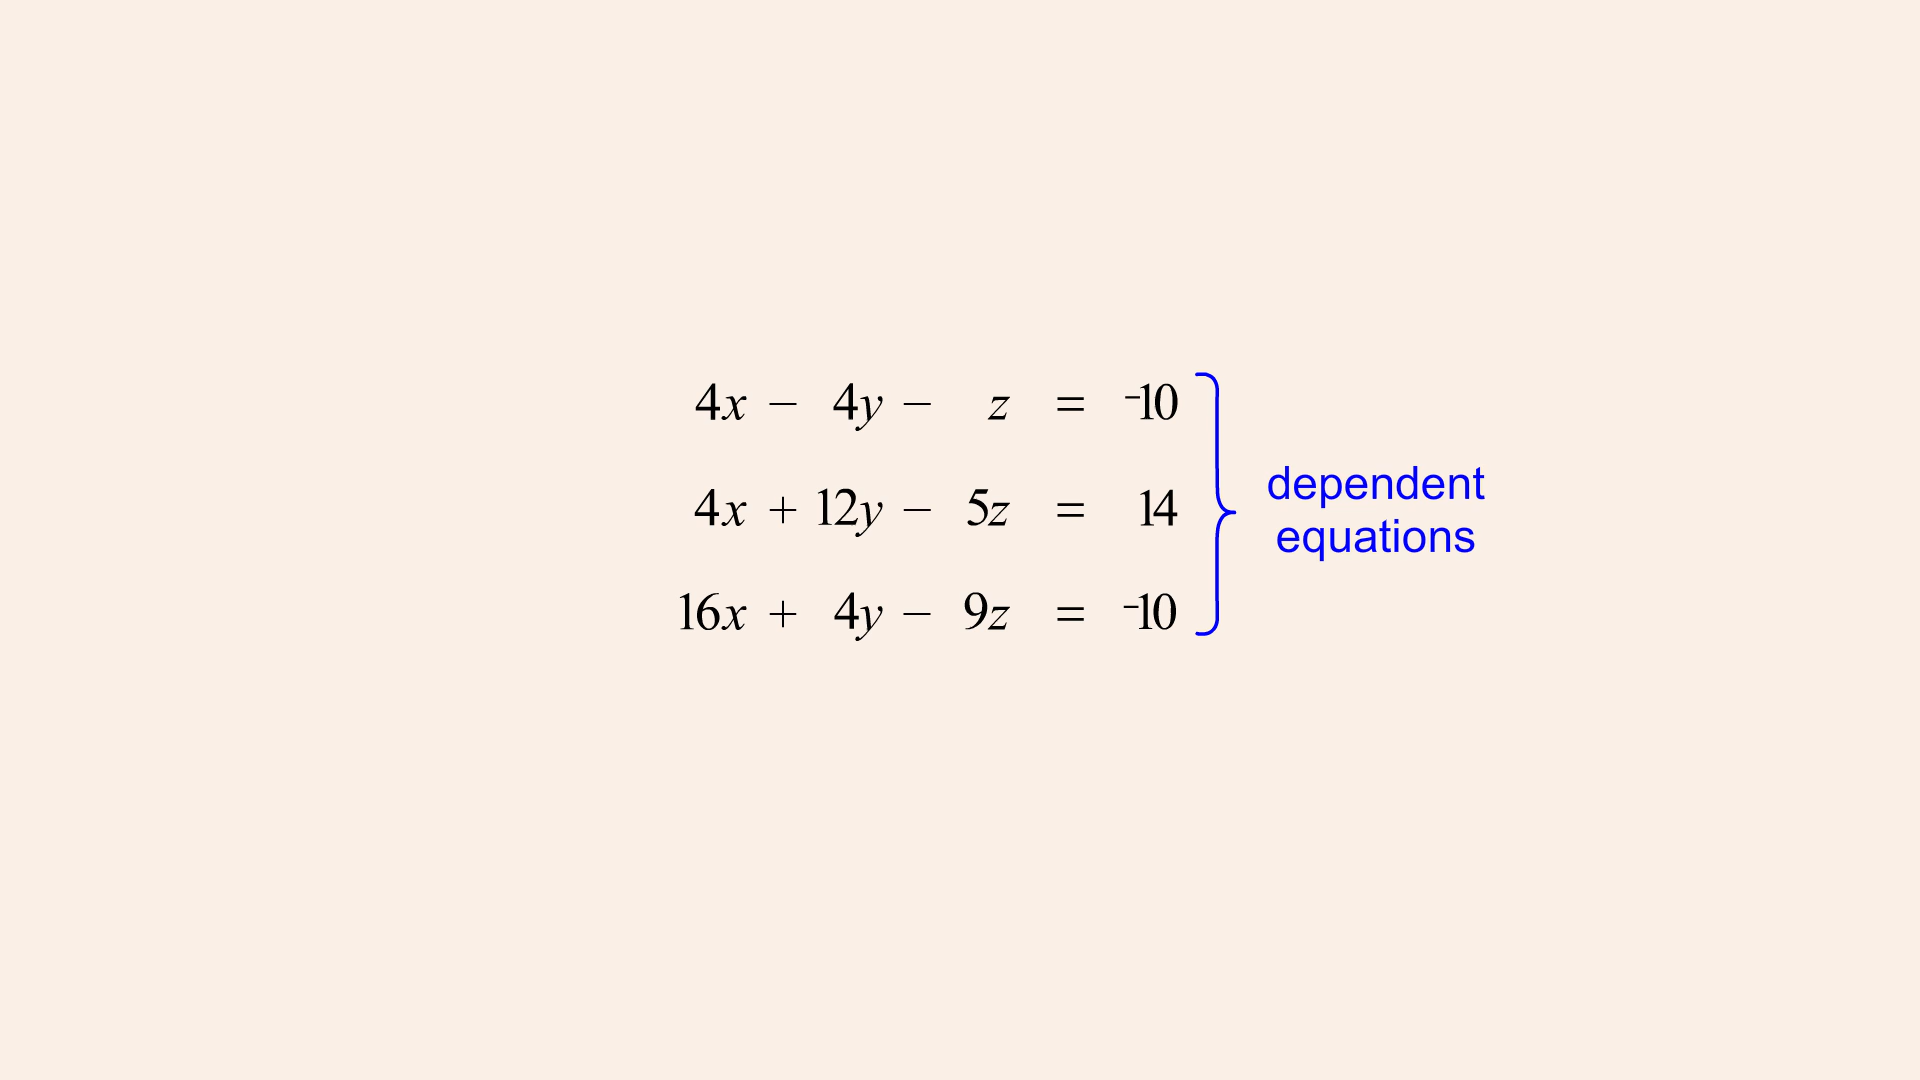 4x − 4y − z = ⁻10
4x + 12y − 5z = 14
16x + 4y − 9z = ⁻10
dependent
equations